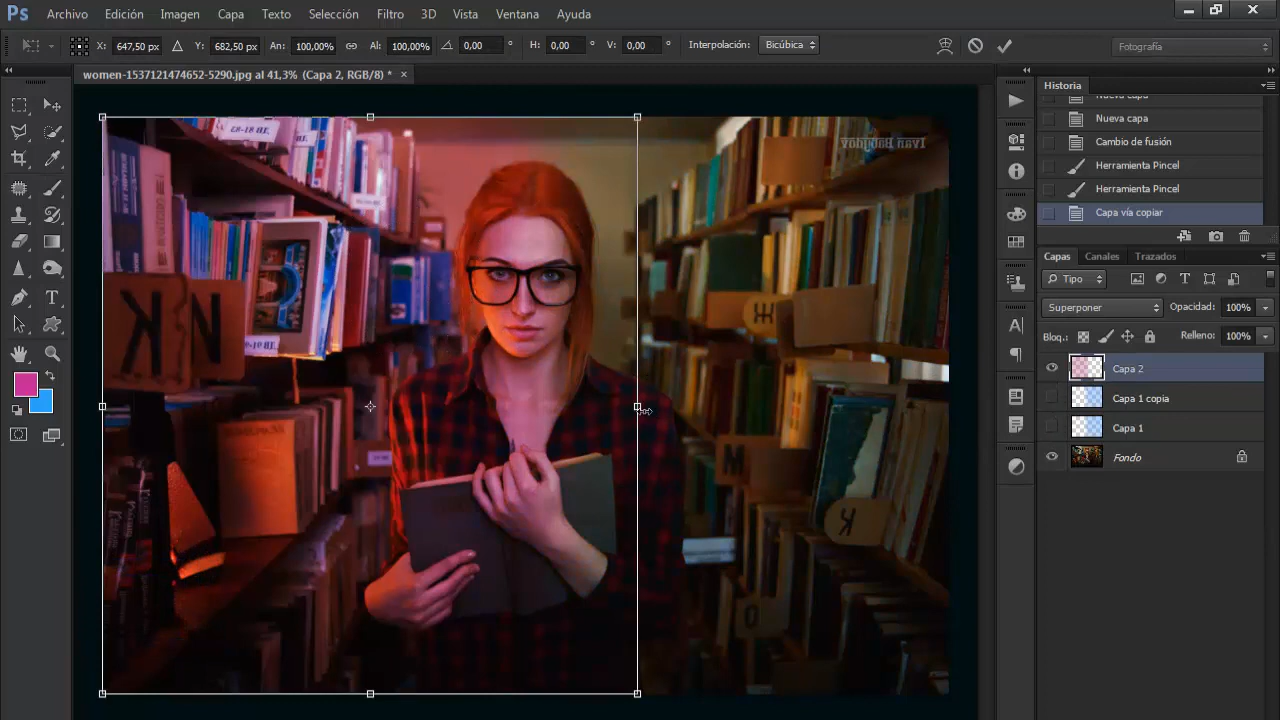 Ps Archivo Edición Imagen Capa Texto Selección Filtro 3D Vista Ventana Ayuda
X: 647,50 px Y: 682,50 px An: 100,00% Al: 100,00% 0,00 ° H: 0,00 ° V: 0,00 ° Interpolación: Bicúbica Fotografía
women-1537121474652-5290.jpg al 41,3% (Capa 2, RGB/8) * ×
Historia
Nueva capa
Nueva capa
Cambio de fusión
Herramienta Pincel
Herramienta Pincel
Capa vía copiar
Capas Canales Trazados
Tipo
Superponer Opacidad: 100%
Bloq.: Relleno: 100%
Capa 2
Capa 1 copia
Capa 1
Fondo